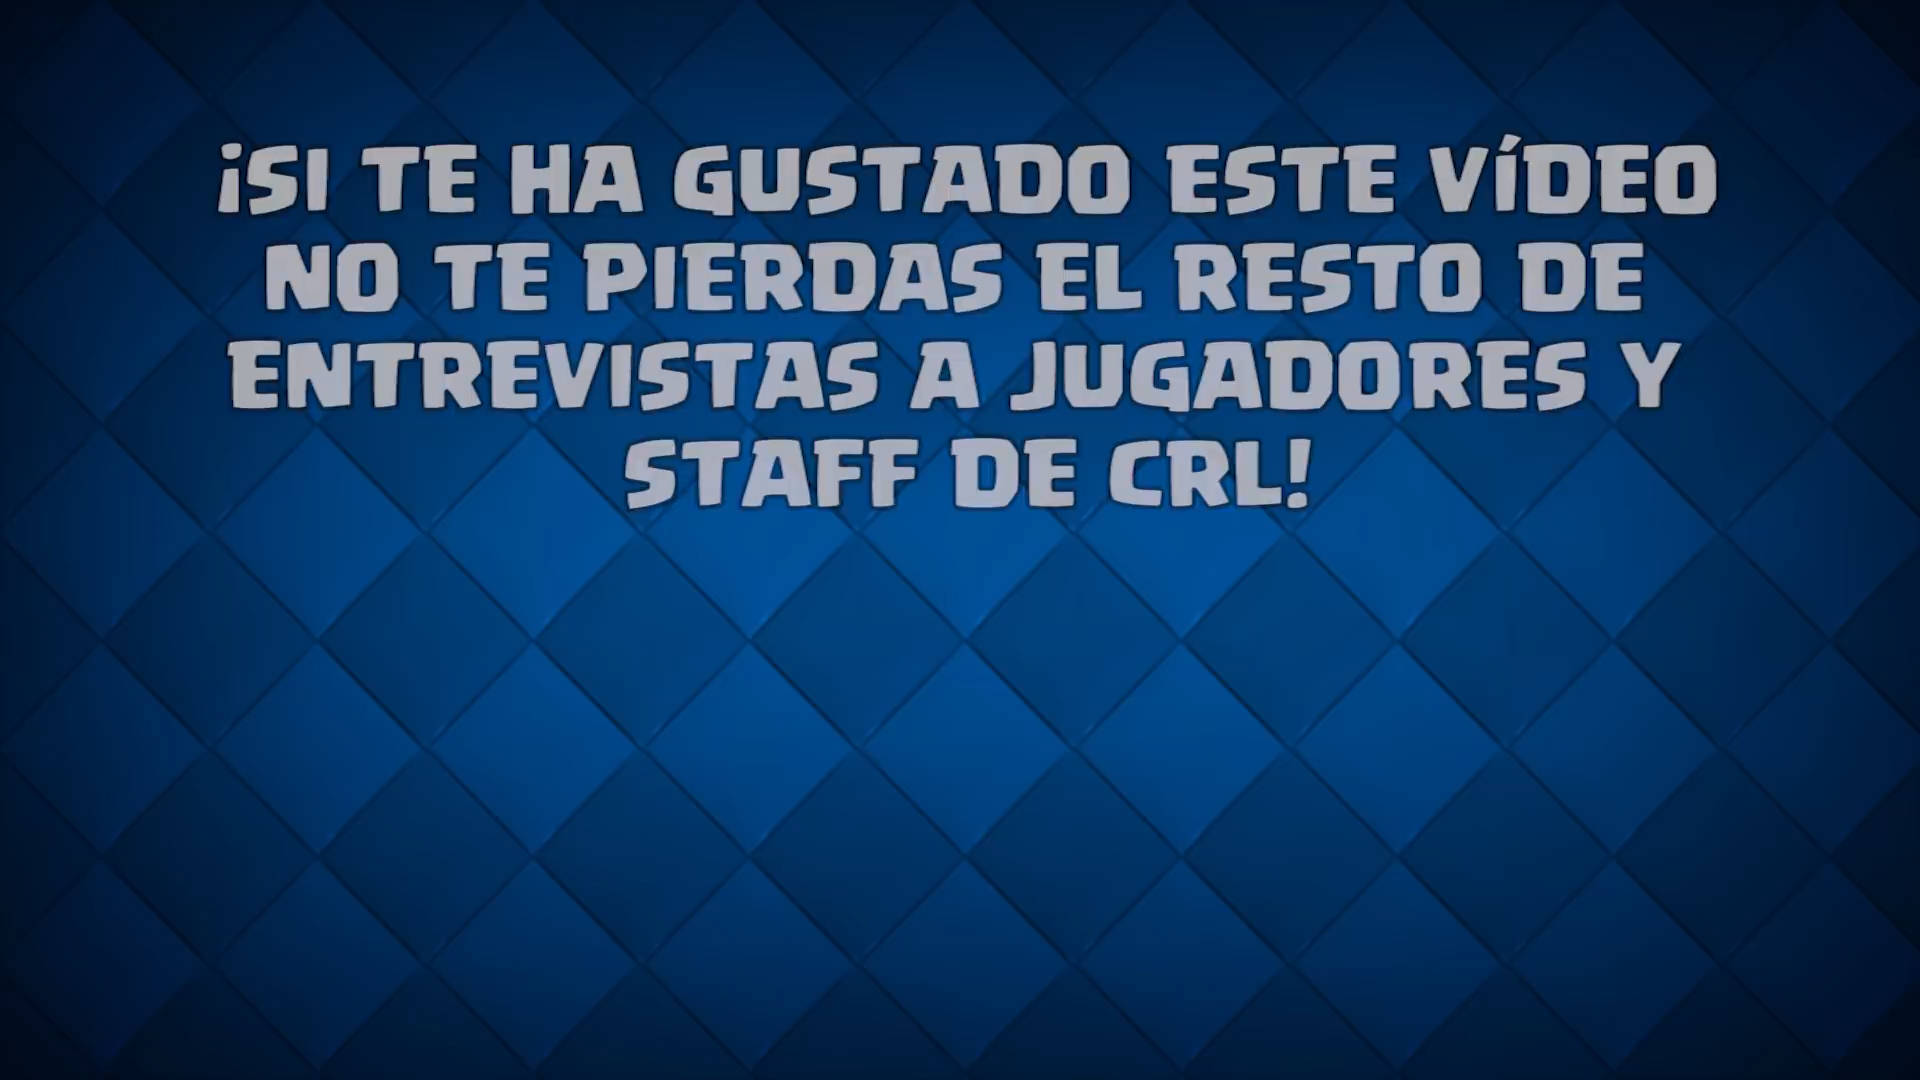 ¡SI TE HA GUSTADO ESTE VÍDEO
NO TE PIERDAS EL RESTO DE
ENTREVISTAS A JUGADORES Y
STAFF DE CRL!